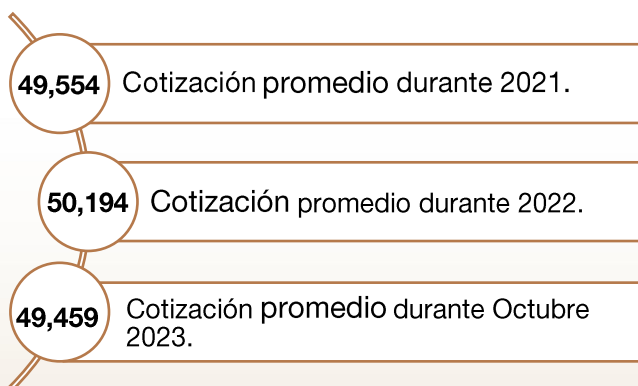 49,554 Cotización promedio durante 2021.
50,194 Cotización promedio durante 2022.
49,459 Cotización promedio durante Octubre
2023.